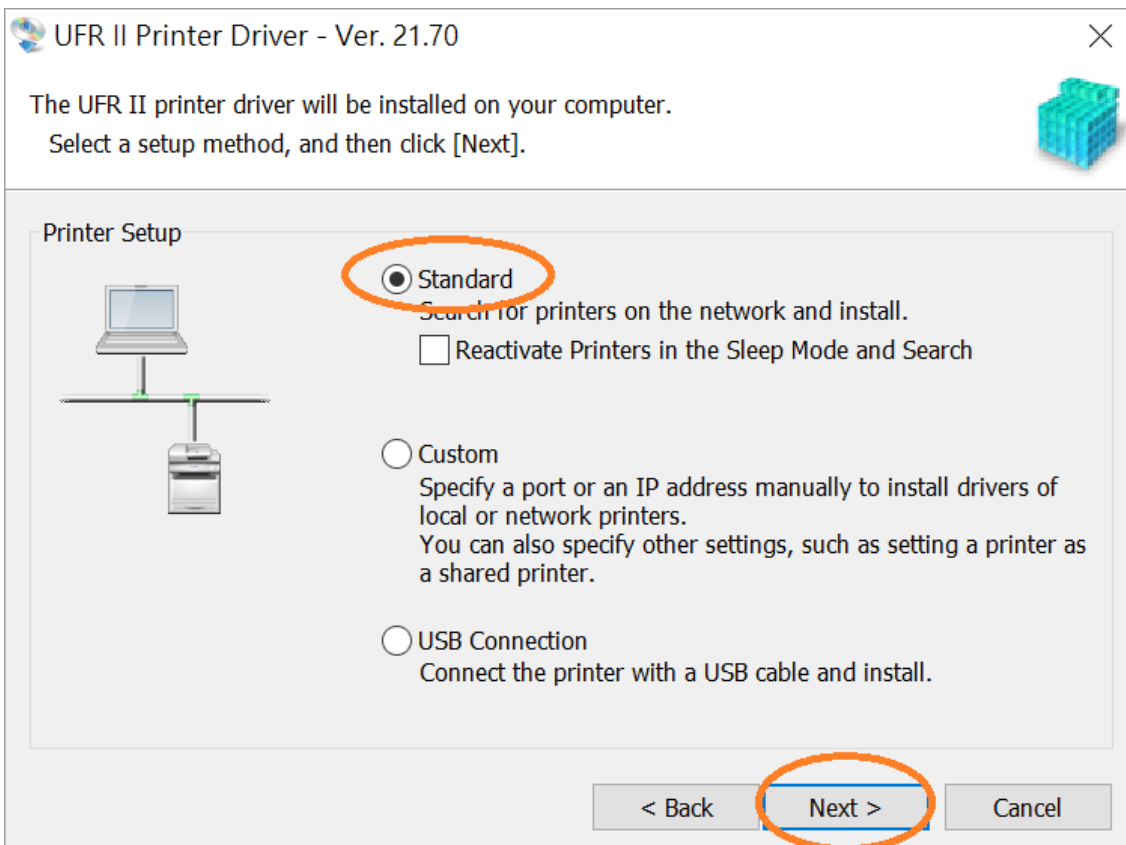 UFR II Printer Driver - Ver. 21.70
The UFR II printer driver will be installed on your computer.
Select a setup method, and then click [Next].
Printer Setup
Standard
Search for printers on the network and install.
Reactivate Printers in the Sleep Mode and Search
Custom
Specify a port or an IP address manually to install drivers of
local or network printers.
You can also specify other settings, such as setting a printer as
a shared printer.
USB Connection
Connect the printer with a USB cable and install.
< Back
Next >
Cancel